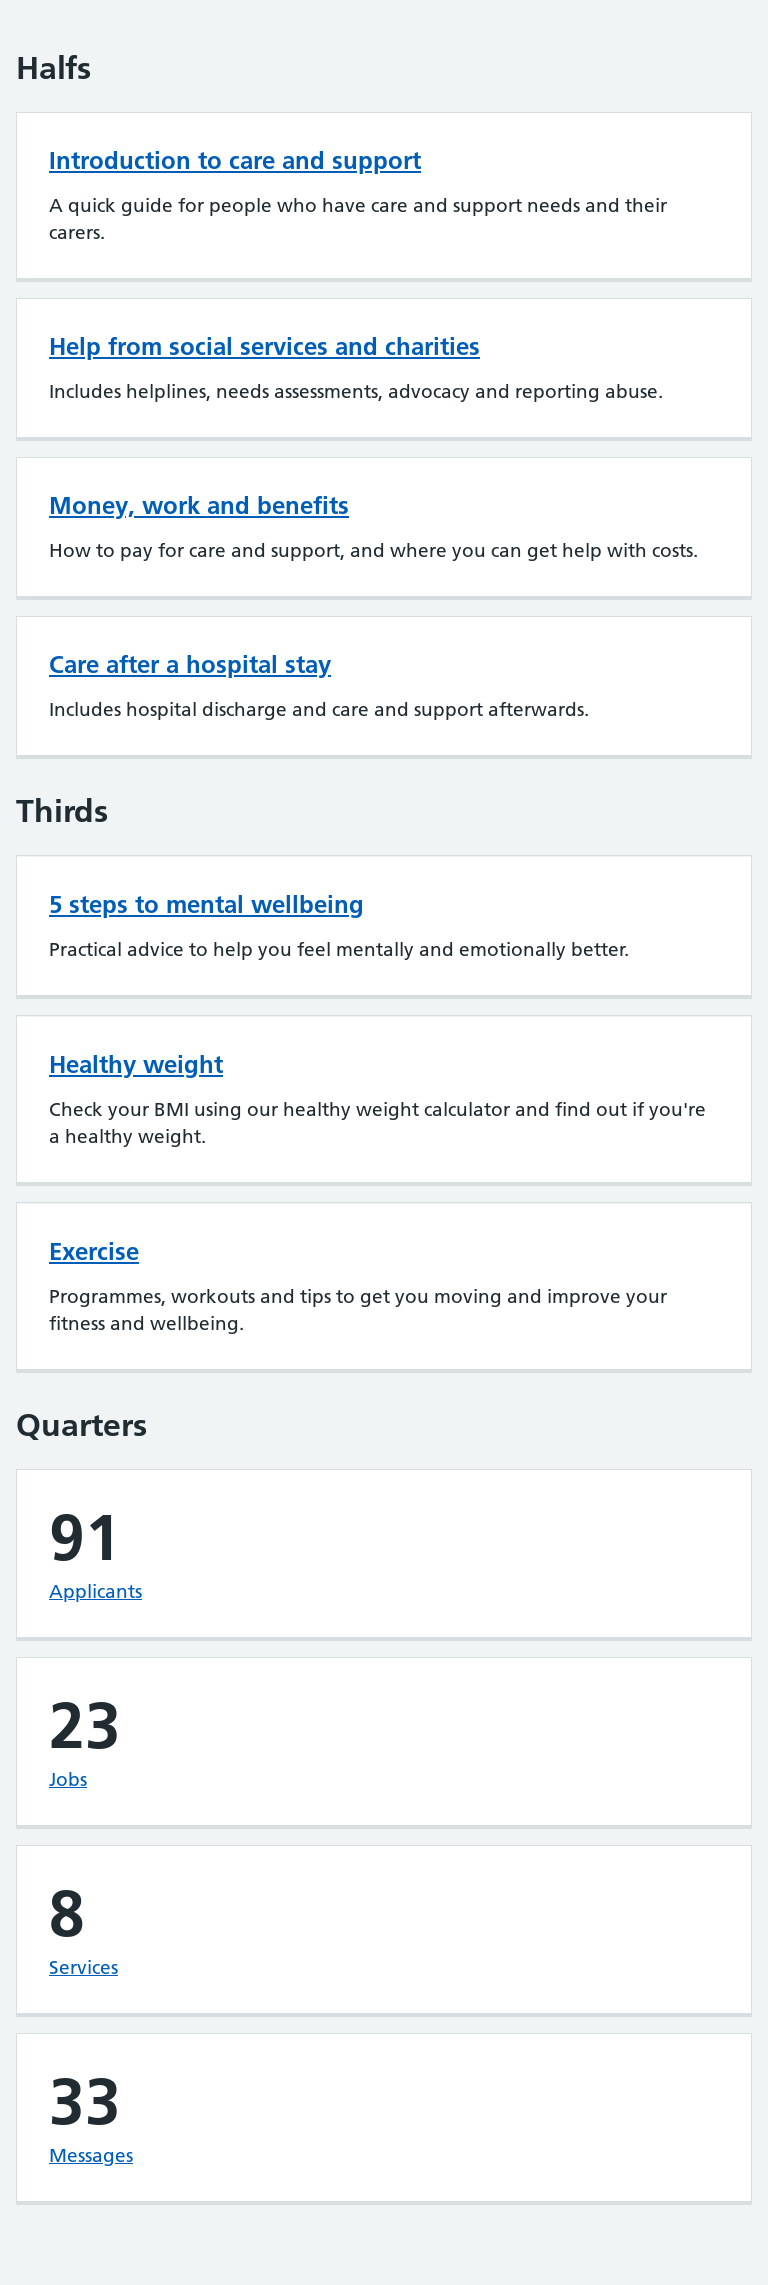 Halfs
Introduction to care and support
A quick guide for people who have care and support needs and their
carers.
Help from social services and charities
Includes helplines, needs assessments, advocacy and reporting abuse.
Money, work and benefits
How to pay for care and support, and where you can get help with costs.
Care after a hospital stay
Includes hospital discharge and care and support afterwards.
Thirds
5 steps to mental wellbeing
Practical advice to help you feel mentally and emotionally better.
Healthy weight
Check your BMI using our healthy weight calculator and find out if you're
a healthy weight.
Exercise
Programmes, workouts and tips to get you moving and improve your
fitness and wellbeing.
Quarters
91
Applicants
23
Jobs
8
Services
33
Messages